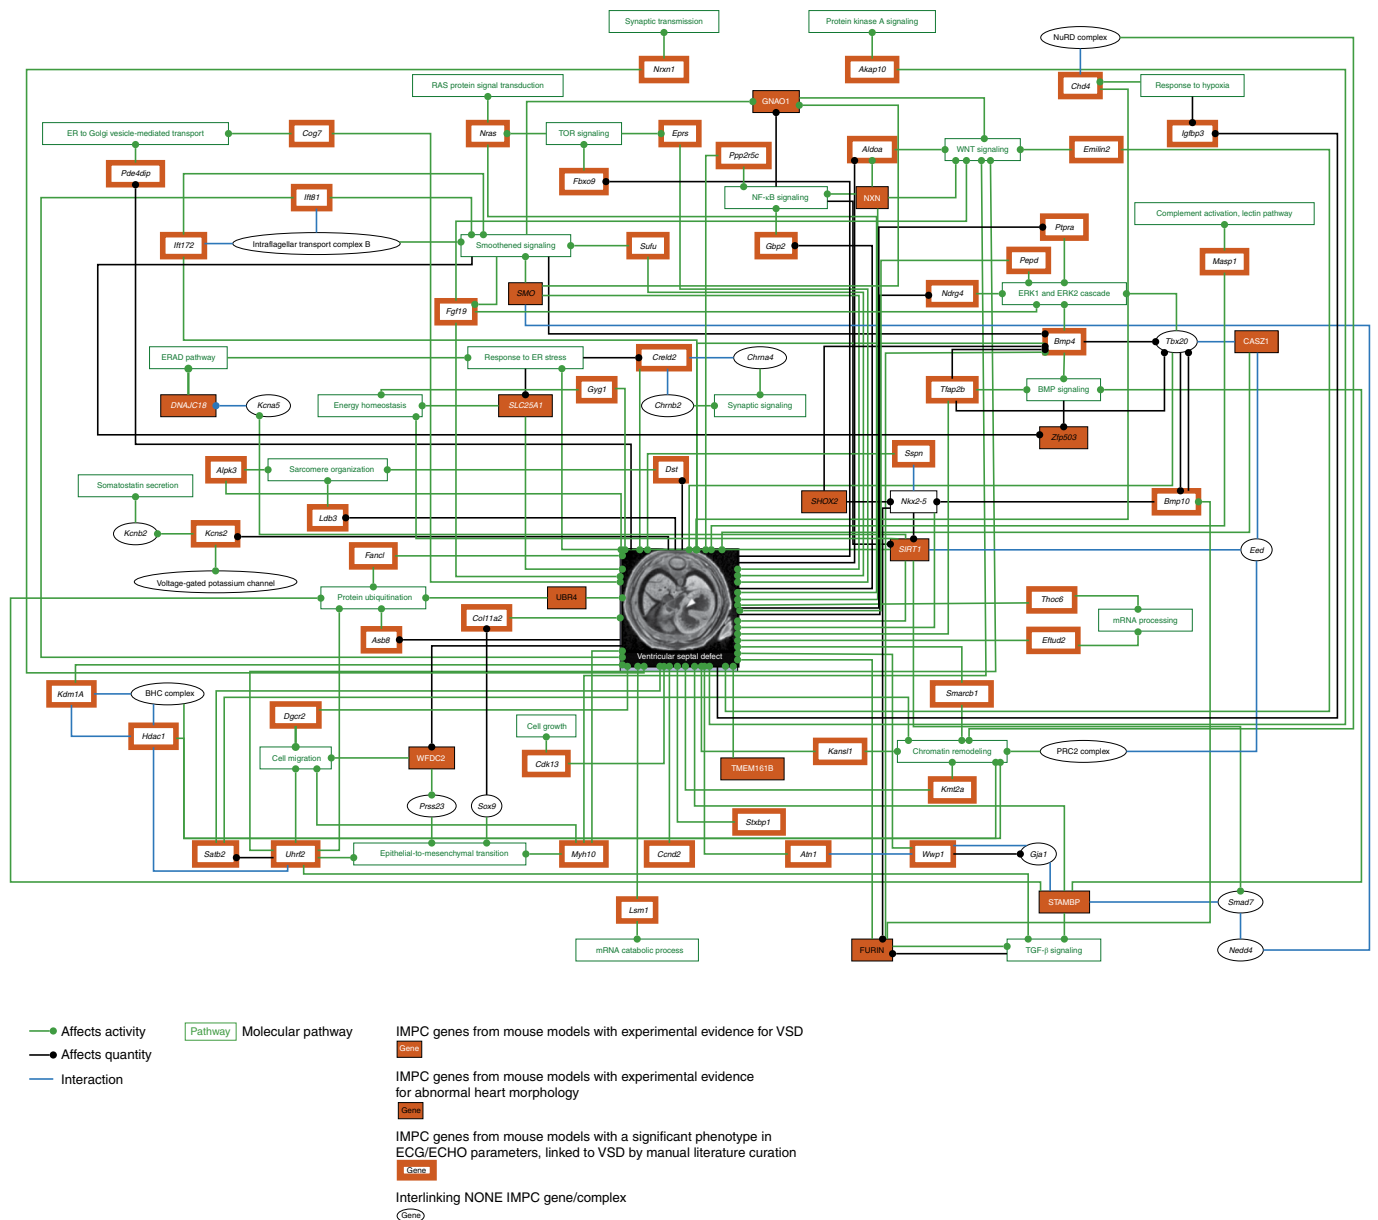 Synaptic transmission
Protein kinase A signaling
NuRD complex
Nrxn1
Akap10
RAS protein signal transduction
Chd4
Response to hypoxia
GNAO1
ER to Golgi vesicle-mediated transport
Cog7
Nras
TOR signaling
Eprs
Igfbp3
Ppp2r5c
Aldoa
WNT signaling
Emilin2
Pde4dip
Fbxo9
NF-κB signaling
NXN
Ift81
Complement activation, lectin pathway
Ift172
Intraflagellar transport complex B
Smoothened signaling
Sufu
Gbp2
Ptpra
Pepd
Masp1
SMO
Ndrg4
ERK1 and ERK2 cascade
Fgf19
Bmp4
Tbx20
CASZ1
ERAD pathway
Response to ER stress
Creld2
Chrna4
Gyg1
Tfap2b
BMP signaling
DNAJC18
Kcna5
Energy homeostasis
SLC25A1
Chrnb2
Synaptic signaling
Zfp503
Sspn
Alpk3
Sarcomere organization
Dst
Somatostatin secretion
SHOX2
Nkx2-5
Bmp10
Ldb3
Kcnb2
Kcns2
SIRT1
Eed
Fancl
Voltage-gated potassium channel
Protein ubiquitination
UBR4
Thoc6
Col11a2
mRNA processing
Asb8
Eftud2
Ventricular septal defect
Kdm1A
BHC complex
Smarcb1
Dgcr2
Cell growth
Hdac1
Cell migration
WFDC2
Cdk13
TMEM161B
Kansl1
Chromatin remodeling
PRC2 complex
Kmt2a
Prss23
Sox9
Stxbp1
Satb2
Uhrf2
Epithelial-to-mesenchymal transition
Myh10
Ccnd2
Atn1
Wwp1
Gja1
Lsm1
STAMBP
Smad7
mRNA catabolic process
FURIN
TGF-β signaling
Nedd4
Affects activity
Pathway Molecular pathway
Affects quantity
Interaction
IMPC genes from mouse models with experimental evidence for VSD
Gene
IMPC genes from mouse models with experimental evidence
for abnormal heart morphology
Gene
IMPC genes from mouse models with a significant phenotype in
ECG/ECHO parameters, linked to VSD by manual literature curation
Gene
Interlinking NONE IMPC gene/complex
Gene